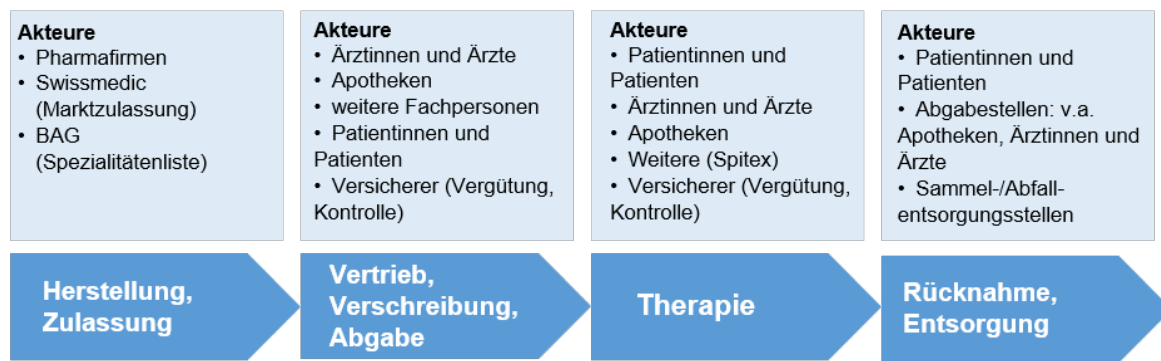 Akteure
• Pharmafirmen
• Swissmedic
(Marktzulassung)
• BAG
(Spezialitätenliste)
Akteure
• Ärztinnen und Ärzte
• Apotheken
• weitere Fachpersonen
• Patientinnen und
Patienten
• Versicherer (Vergütung,
Kontrolle)
Akteure
• Patientinnen und
Patienten
• Ärztinnen und Ärzte
• Apotheken
• Weitere (Spitex)
• Versicherer (Vergütung,
Kontrolle)
Akteure
• Patientinnen und
Patienten
• Abgabestellen: v.a.
Apotheken, Ärztinnen und
Ärzte
• Sammel-/Abfall-
entsorgungsstellen
Herstellung,
Zulassung
Vertrieb,
Verschreibung,
Abgabe
Therapie
Rücknahme,
Entsorgung